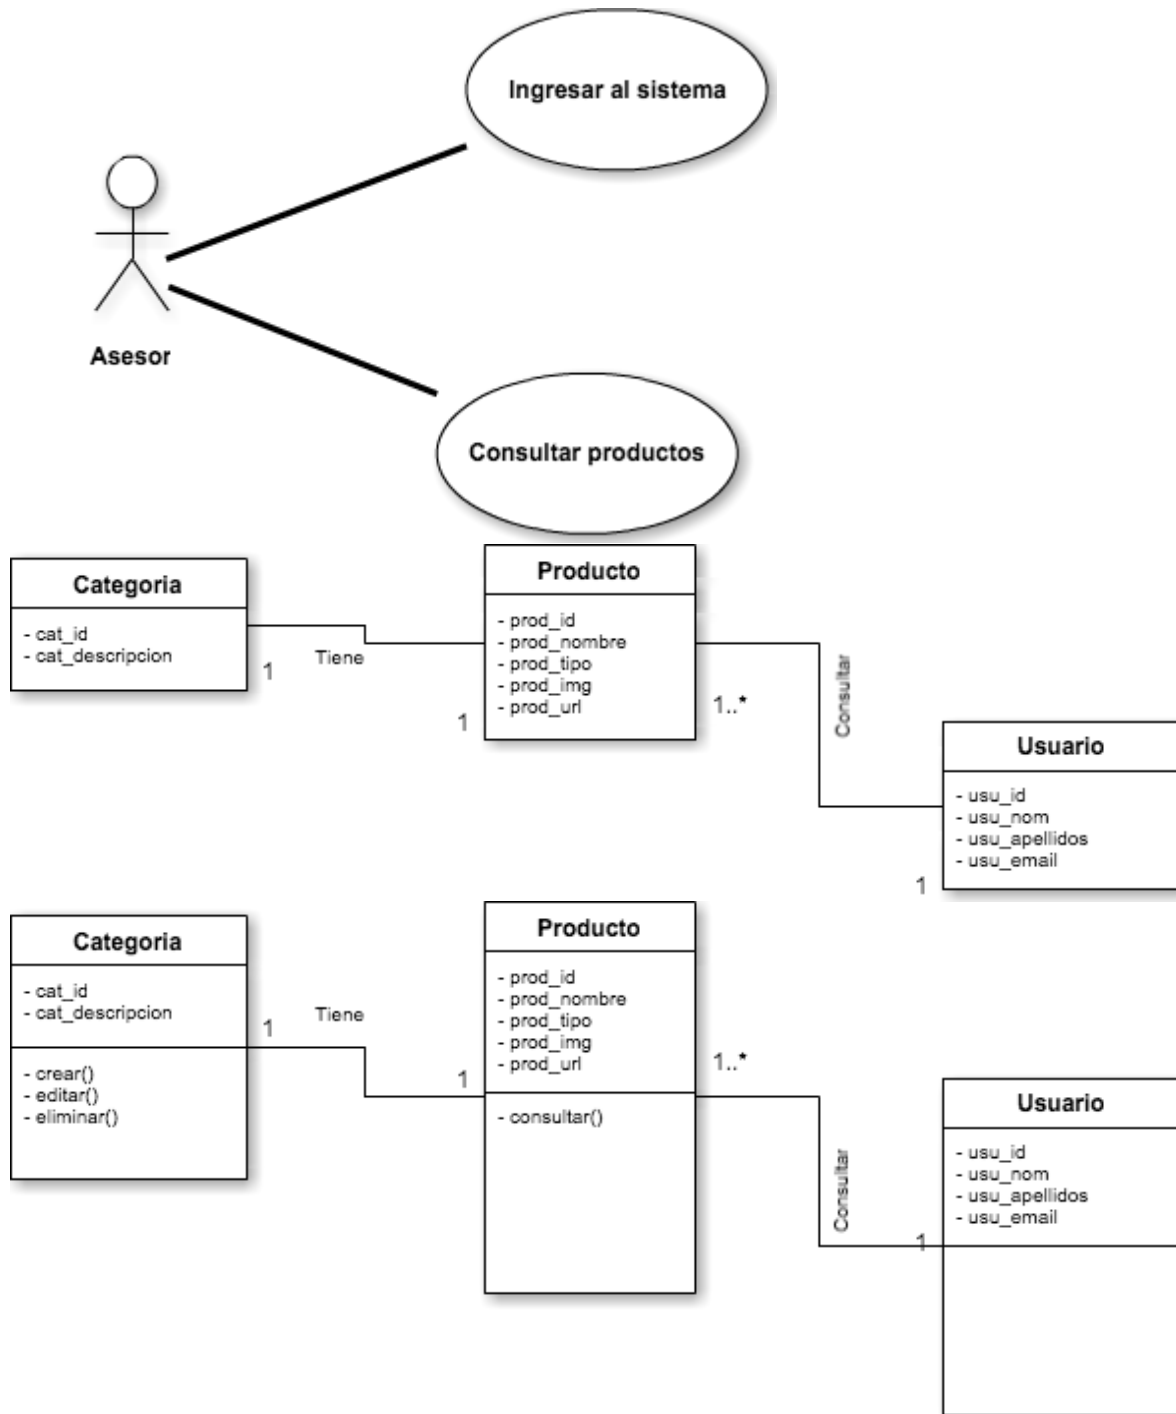 Ingresar al sistema
Asesor
Consultar productos
Categoria
- cat_id
- cat_descripcion
1
Tiene
1
Producto
- prod_id
- prod_nombre
- prod_tipo
- prod_img
- prod_url
1..*
Consultar
1
Usuario
- usu_id
- usu_nom
- usu_apellidos
- usu_email
Categoria
- cat_id
- cat_descripcion
- crear()
- editar()
- eliminar()
1
Tiene
1
Producto
- prod_id
- prod_nombre
- prod_tipo
- prod_img
- prod_url
- consultar()
1..*
Consultar
1
Usuario
- usu_id
- usu_nom
- usu_apellidos
- usu_email